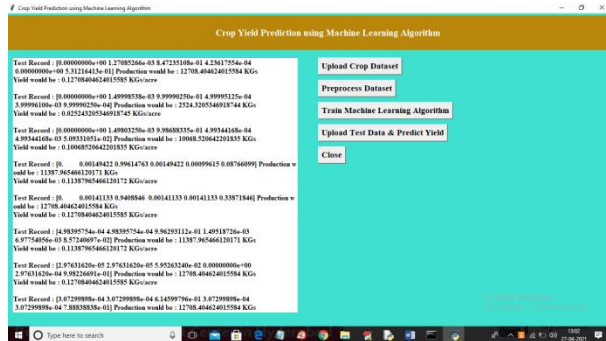 Crop Yield Prediction using Machine Learning Algorithm
Crop Yield Prediction using Machine Learning Algorithm
Test Record : [0.00000000e+00 1.27085266e-03 8.47235108e-01 4.23617554e-04
0.00000000e+00 5.31216413e-01] Production would be : 12708.404624015584 KGs
Yield would be : 0.12708404624015585 KGs/acre
Test Record : [0.00000000e+00 1.49998538e-03 9.99990250e-01 4.99995125e-04
3.99996100e-03 9.99990250e-04] Production would be : 2524.3205346918744 KGs
Yield would be : 0.025243205346918745 KGs/acre
Test Record : [0.00000000e+00 1.49803250e-03 9.98688335e-01 4.99344168e-04
4.99344168e-03 5.09331051e-02] Production would be : 10068.520642201835 KGs
Yield would be : 0.10068520642201835 KGs/acre
Test Record : [0. 0.00149422 0.99614763 0.00149422 0.00099615 0.08766099] Production w
ould be : 11387.965466120171 KGs
Yield would be : 0.11387965466120172 KGs/acre
Test Record : [0. 0.00141133 0.9408846 0.00141133 0.00141133 0.33871846] Production w
ould be : 12708.404624015584 KGs
Yield would be : 0.12708404624015585 KGs/acre
Test Record : [4.98395754e-04 4.98395754e-04 9.96293112e-01 1.49518726e-03
6.97754056e-03 8.57240697e-02] Production would be : 11387.965466120171 KGs
Yield would be : 0.11387965466120172 KGs/acre
Test Record : [2.97631620e-05 2.97631620e-05 5.95263240e-02 0.00000000e+00
2.97631620e-04 9.98226691e-01] Production would be : 12708.404624015584 KGs
Yield would be : 0.12708404624015585 KGs/acre
Test Record : [3.07299898e-04 3.07299898e-04 6.14599796e-01 3.07299898e-04
3.07299898e-04 7.88838838e-01] Production would be : 12708.404624015584 KGs
Upload Crop Dataset
Preprocess Dataset
Train Machine Learning Algorithm
Upload Test Data & Predict Yield
Close
Type here to search
13:02
27-06-2021